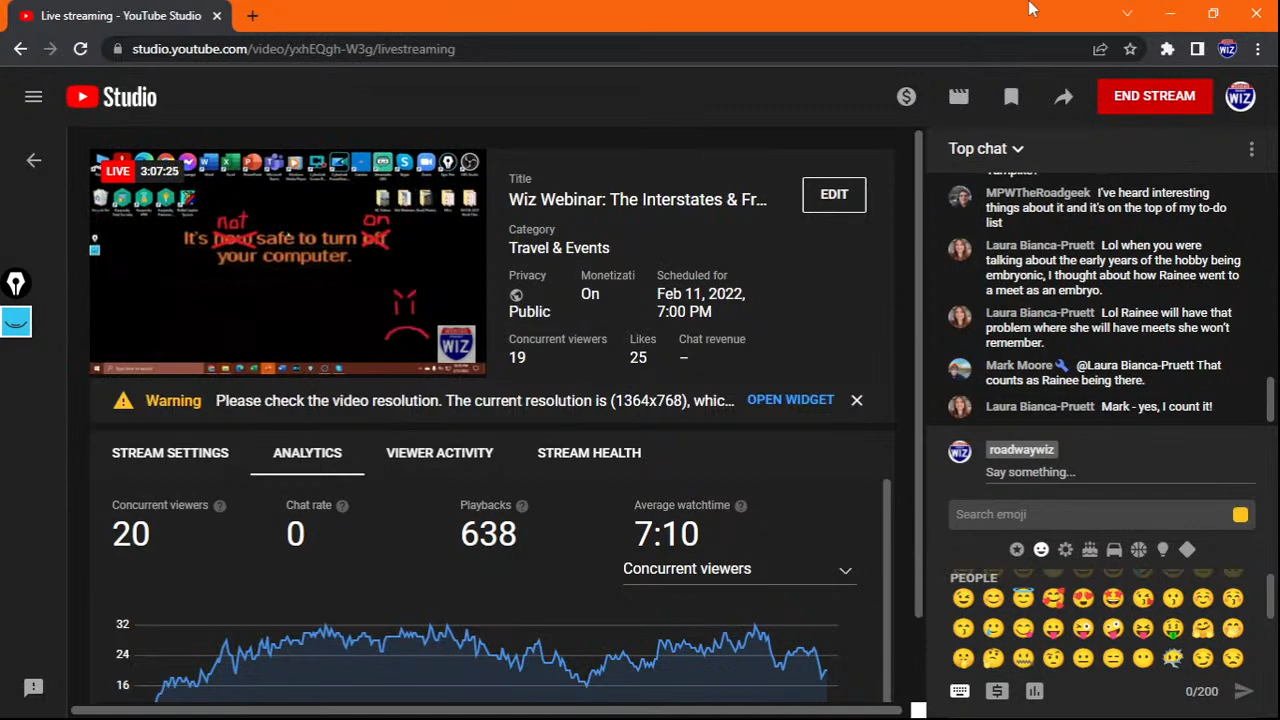 Live streaming - YouTube Studio
studio.youtube.com/video/yxhEQgh-W3g/livestreaming
WIZ
Studio
END STREAM
WIZ
LIVE 3:07:25
not on
It's now safe to turn off
your computer.
WIZ
Title
Wiz Webinar: The Interstates & Fr...
EDIT
Category
Travel & Events
Privacy
Public
Monetizati
On
Scheduled for
Feb 11, 2022,
7:00 PM
Concurrent viewers
19
Likes
25
Chat revenue
–
Warning Please check the video resolution. The current resolution is (1364x768), whic... OPEN WIDGET
STREAM SETTINGS ANALYTICS VIEWER ACTIVITY STREAM HEALTH
Concurrent viewers
20
Chat rate
0
Playbacks
638
Average watchtime
7:10
Concurrent viewers
32
24
16
Top chat
MPWTheRoadgeek I've heard interesting
things about it and it's on the top of my to-do
list
Laura Bianca-Pruett Lol when you were
talking about the early years of the hobby being
embryonic, I thought about how Rainee went to
a meet as an embryo.
Laura Bianca-Pruett Lol Rainee will have that
problem where she will have meets she won't
remember.
Mark Moore @Laura Bianca-Pruett That
counts as Rainee being there.
Laura Bianca-Pruett Mark - yes, I count it!
WIZ
roadwaywiz
Say something...
Search emoji
PEOPLE
0/200